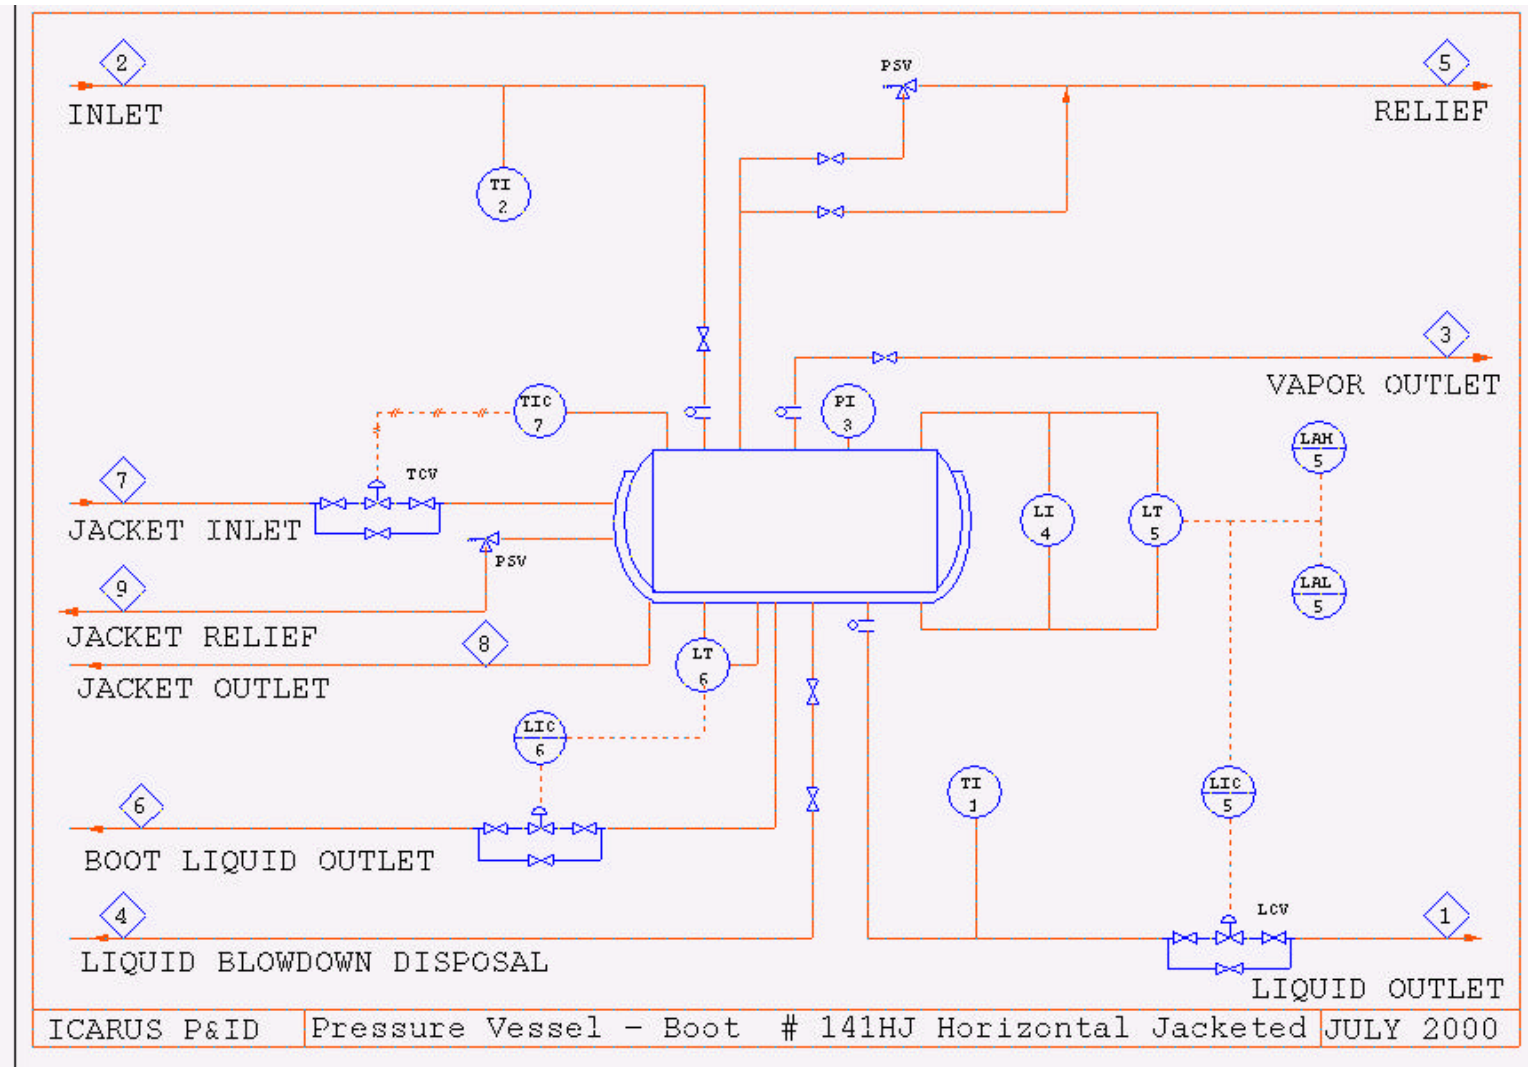 2
PSV
5
INLET
RELIEF
TI
2
3
VAPOR OUTLET
TIC
7
PI
3
LAH
5
7
TCV
JACKET INLET
LI
4
LT
5
PSV
9
LAL
5
JACKET RELIEF
8
LT
6
JACKET OUTLET
LIC
6
6
TI
1
LIC
5
BOOT LIQUID OUTLET
4
LCV
1
LIQUID BLOWDOWN DISPOSAL
LIQUID OUTLET
ICARUS P&ID Pressure Vessel - Boot # 141HJ Horizontal Jacketed JULY 2000